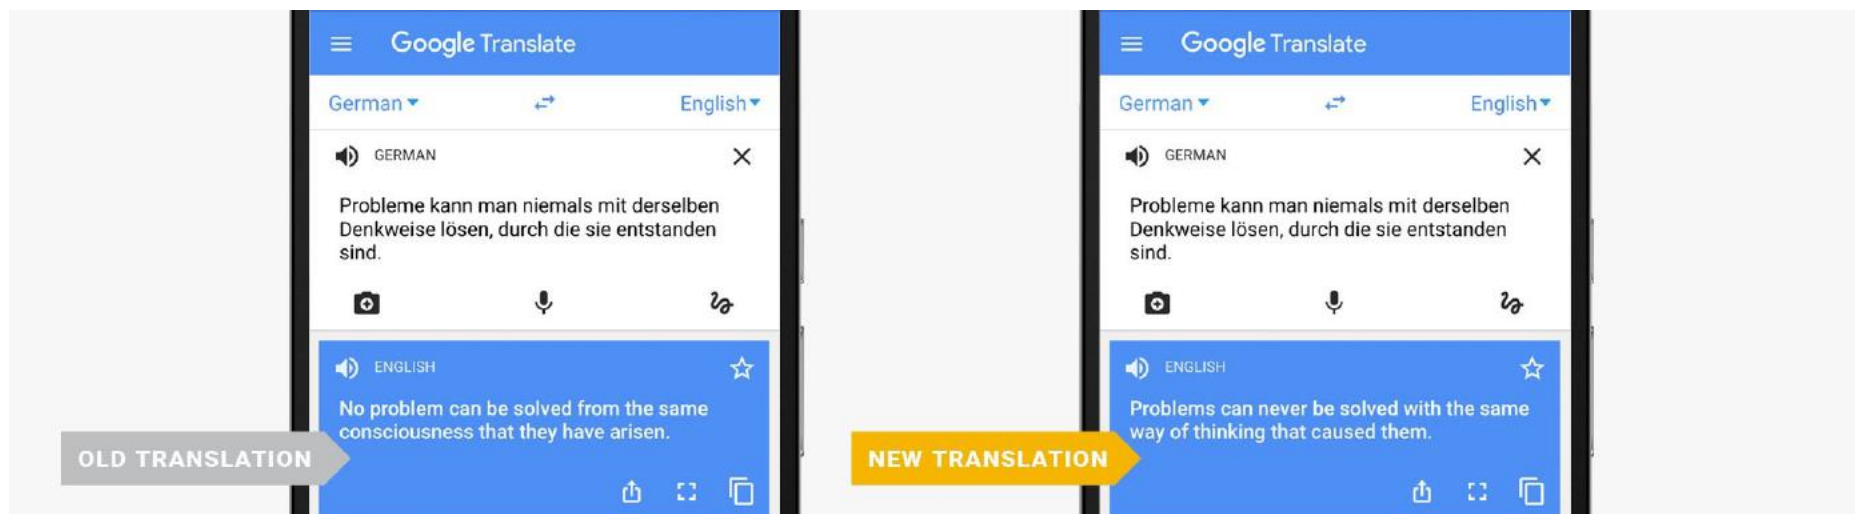 Google Translate
German
English
GERMAN
Probleme kann man niemals mit derselben
Denkweise lösen, durch die sie entstanden
sind.
ENGLISH
No problem can be solved from the same
consciousness that they have arisen.
OLD TRANSLATION
Google Translate
German
English
GERMAN
Probleme kann man niemals mit derselben
Denkweise lösen, durch die sie entstanden
sind.
ENGLISH
Problems can never be solved with the same
way of thinking that caused them.
NEW TRANSLATION